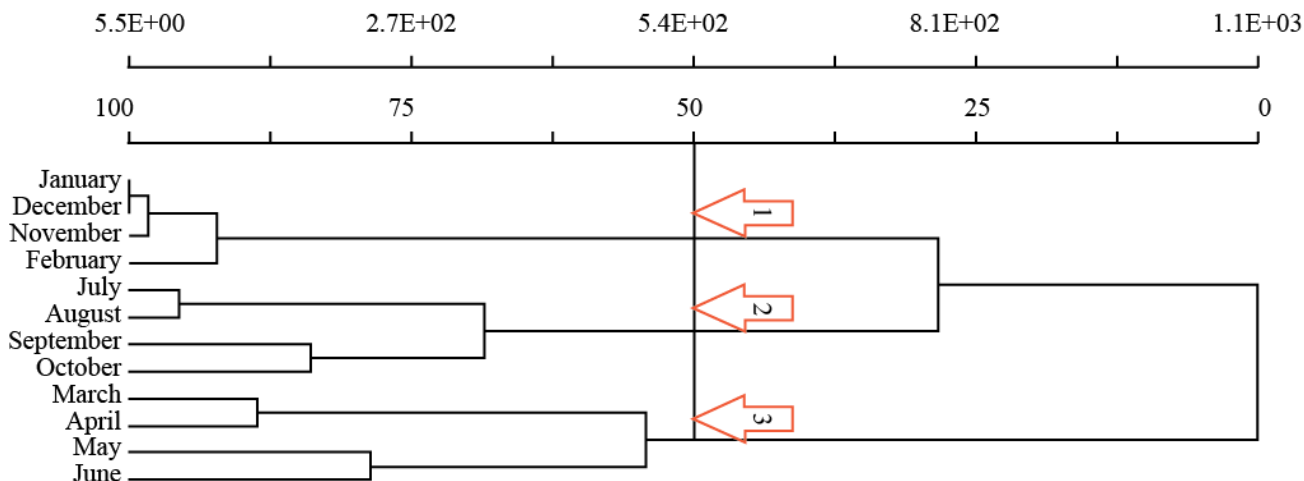 5.5E+00 2.7E+02 5.4E+02 8.1E+02 1.1E+03
100 75 50 25 0
January
December
1
November
February
July
August
2
September
October
March
April
3
May
June